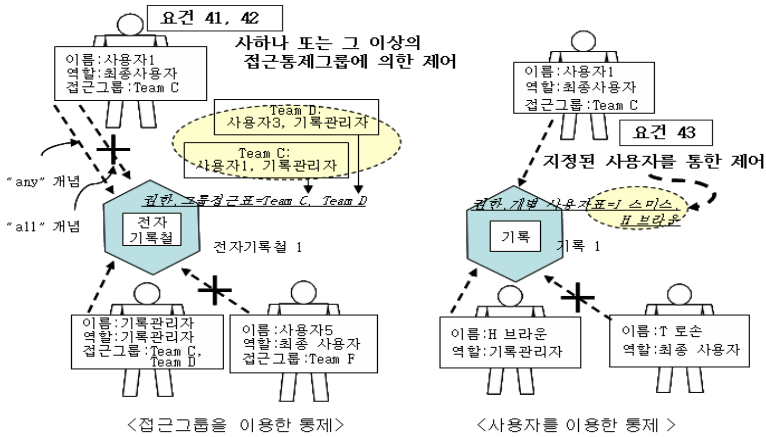 요건 41, 42
사하나 또는 그 이상의
접근통제그룹에 의한 제어
이름:사용자1
역할:최종사용자
접근그룹:Team C
Team D:
사용자3, 기록관리자
Team C:
사용자1, 기록관리자
"any" 개념
"all" 개념
권한.그룹접근표=Team C, Team D
전자
기록철
전자기록철 1
이름:기록관리자
역할:기록관리자
접근그룹:Team C,
Team D
이름:사용자5
역할:최종 사용자
접근그룹:Team F
<접근그룹을 이용한 통제>
이름:사용자1
역할:최종사용자
접근그룹:Team C
요건 43
지정된 사용자를 통한 제어
권한.개별 사용자표=J 스미스,
H 브라운
기록
기록 1
이름:H 브라운
역할:기록관리자
이름:T 로손
역할:최종 사용자
<사용자를 이용한 통제 >